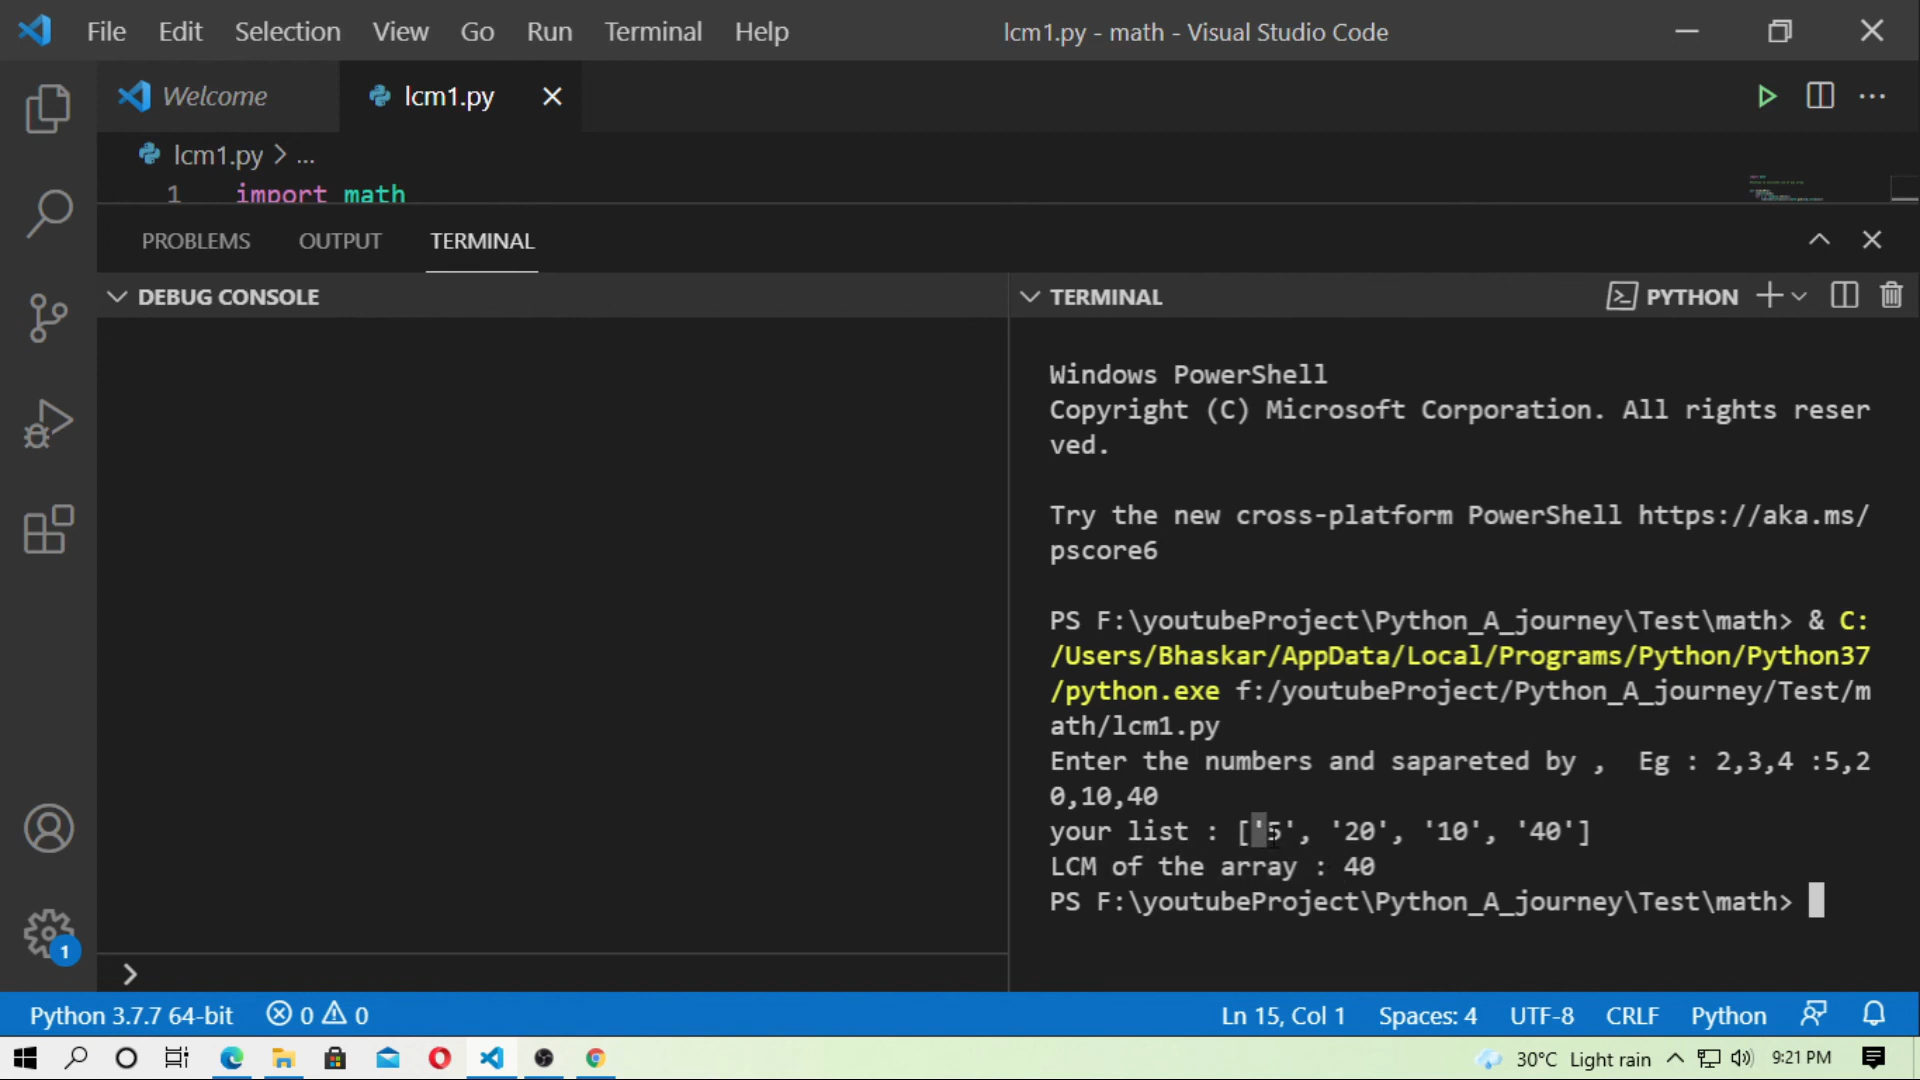 File Edit Selection View Go Run Terminal Help lcm1.py - math - Visual Studio Code
Welcome lcm1.py
lcm1.py > ...
1 import math
PROBLEMS OUTPUT TERMINAL
DEBUG CONSOLE
TERMINAL PYTHON
Windows PowerShell
Copyright (C) Microsoft Corporation. All rights reser
ved.
Try the new cross-platform PowerShell https://aka.ms/
pscore6
PS F:\youtubeProject\Python_A_journey\Test\math> & C:
/Users/Bhaskar/AppData/Local/Programs/Python/Python37
/python.exe f:/youtubeProject/Python_A_journey/Test/m
ath/lcm1.py
Enter the numbers and sapareted by , Eg : 2,3,4 :5,2
0,10,40
your list : ['5', '20', '10', '40']
LCM of the array : 40
PS F:\youtubeProject\Python_A_journey\Test\math>
1
Python 3.7.7 64-bit 0 0 Ln 15, Col 1 Spaces: 4 UTF-8 CRLF Python
30°C Light rain 9:21 PM